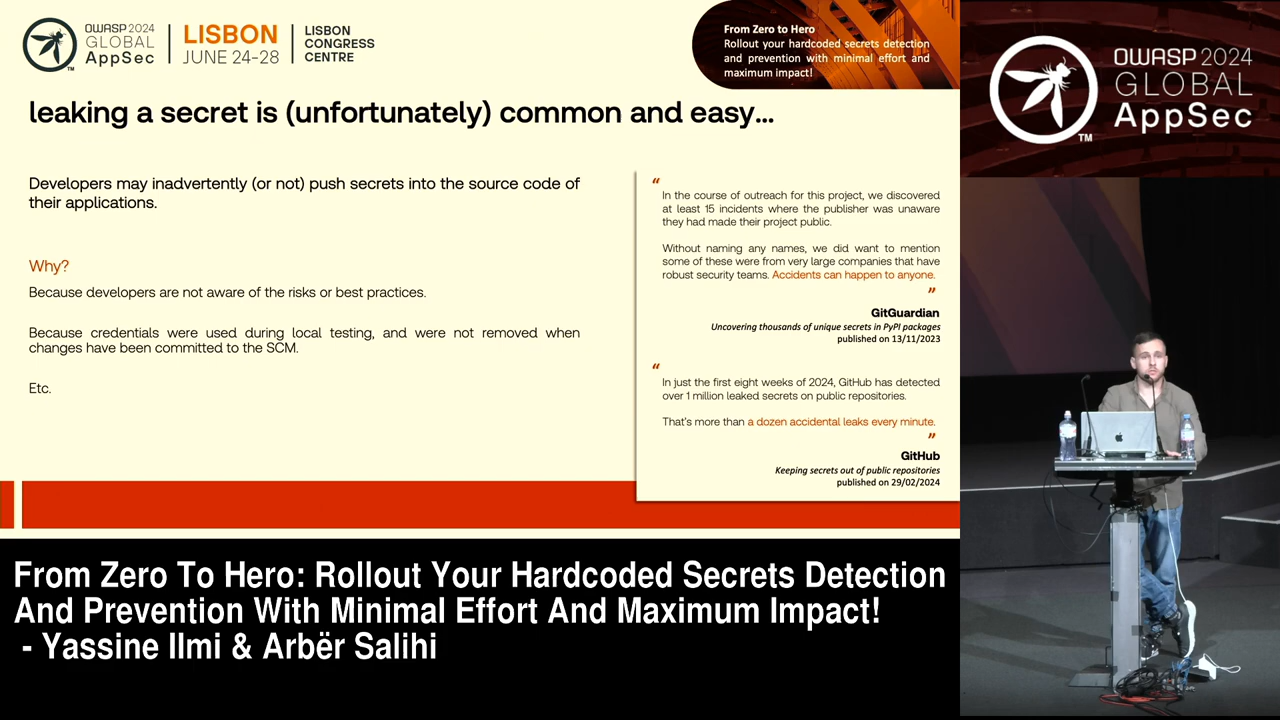 OWASP 2024
GLOBAL
AppSec
TM
LISBON
JUNE 24-28
LISBON
CONGRESS
CENTRE
From Zero to Hero
Rollout your hardcoded secrets detection
and prevention with minimal effort and
maximum impact!
leaking a secret is (unfortunately) common and easy...
Developers may inadvertently (or not) push secrets into the source code of
their applications.
Why?
Because developers are not aware of the risks or best practices.
Because credentials were used during local testing, and were not removed when
changes have been committed to the SCM.
Etc.
“
In the course of outreach for this project, we discovered
at least 15 incidents where the publisher was unaware
they had made their project public.
Without naming any names, we did want to mention
some of these were from very large companies that have
robust security teams. Accidents can happen to anyone.
”
GitGuardian
Uncovering thousands of unique secrets in PyPI packages
published on 13/11/2023
“
In just the first eight weeks of 2024, GitHub has detected
over 1 million leaked secrets on public repositories.
That's more than a dozen accidental leaks every minute.
”
GitHub
Keeping secrets out of public repositories
published on 29/02/2024
OWASP 2024
GLOBAL
AppSec
TM
From Zero To Hero: Rollout Your Hardcoded Secrets Detection
And Prevention With Minimal Effort And Maximum Impact!
- Yassine Ilmi & Arbër Salihi